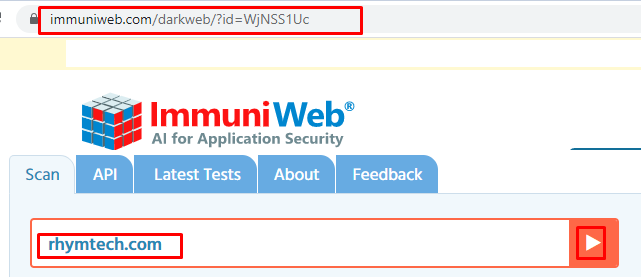 immuniweb.com/darkweb/?id=WjNSS1Uc
ImmuniWeb®
AI for Application Security
Scan API Latest Tests About Feedback
rhymtech.com